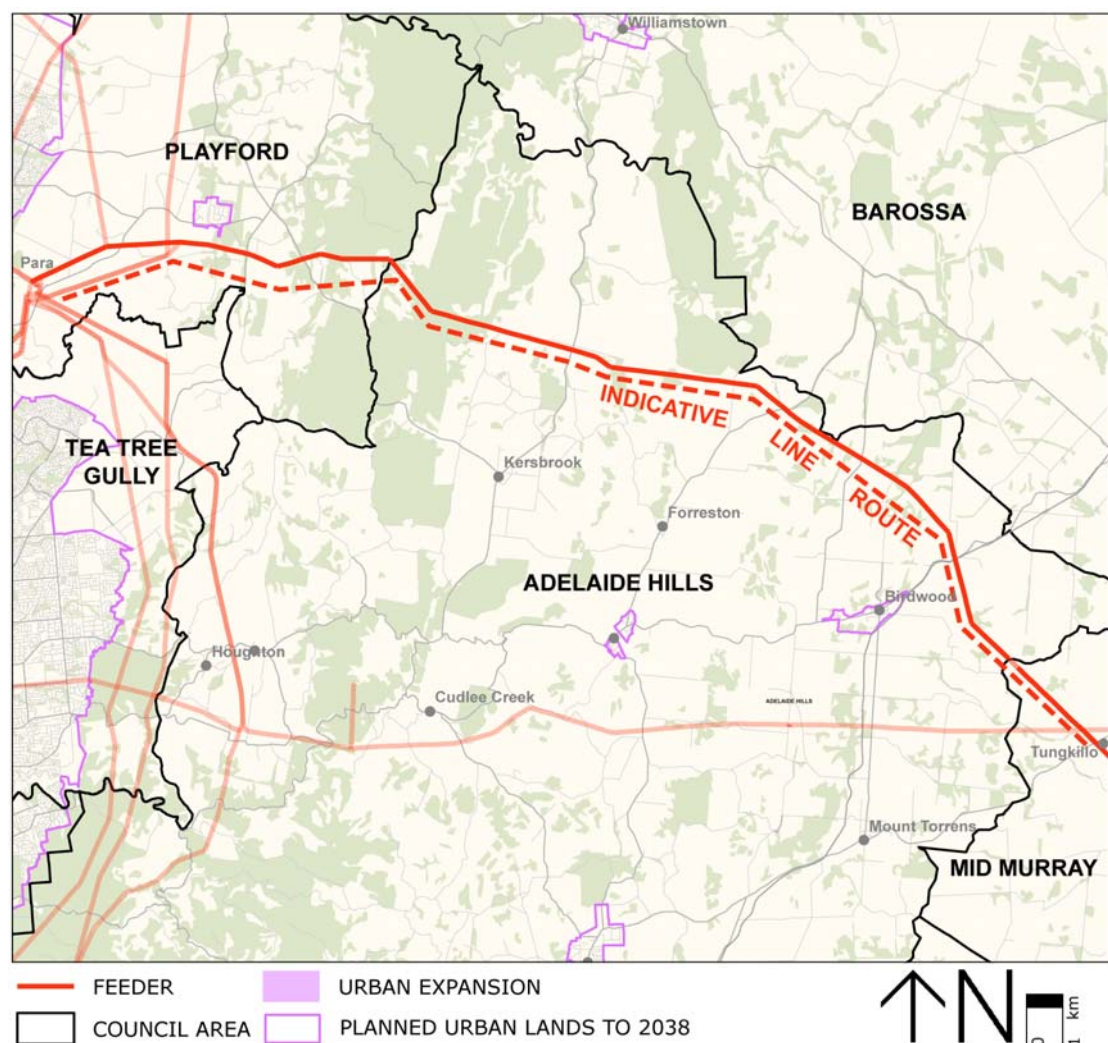 Williamstown
PLAYFORD
BAROSSA
Para
INDICATIVE
LINE
ROUTE
TEA TREE
GULLY
Kersbrook
Forreston
ADELAIDE HILLS
Birdwood
Houghton
Cudlee Creek
ADELAIDE HILLS
Tungkillo
Mount Torrens
MID MURRAY
FEEDER
URBAN EXPANSION
COUNCIL AREA
PLANNED URBAN LANDS TO 2038
N
0
1
km